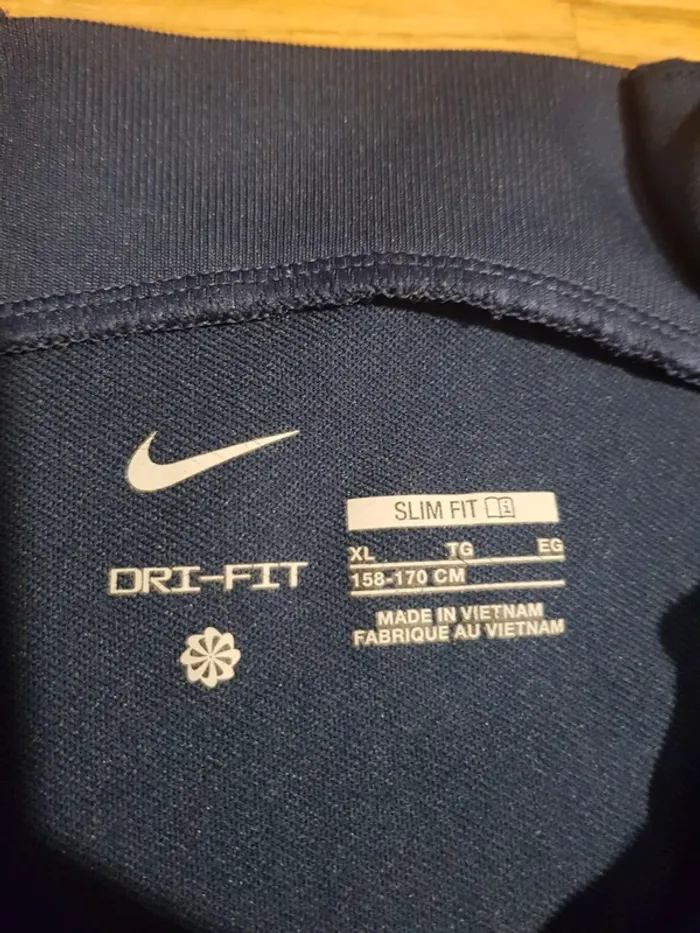 DRI-FIT
SLIM FIT
XL TG EG
158-170 CM
MADE IN VIETNAM
FABRIQUE AU VIETNAM